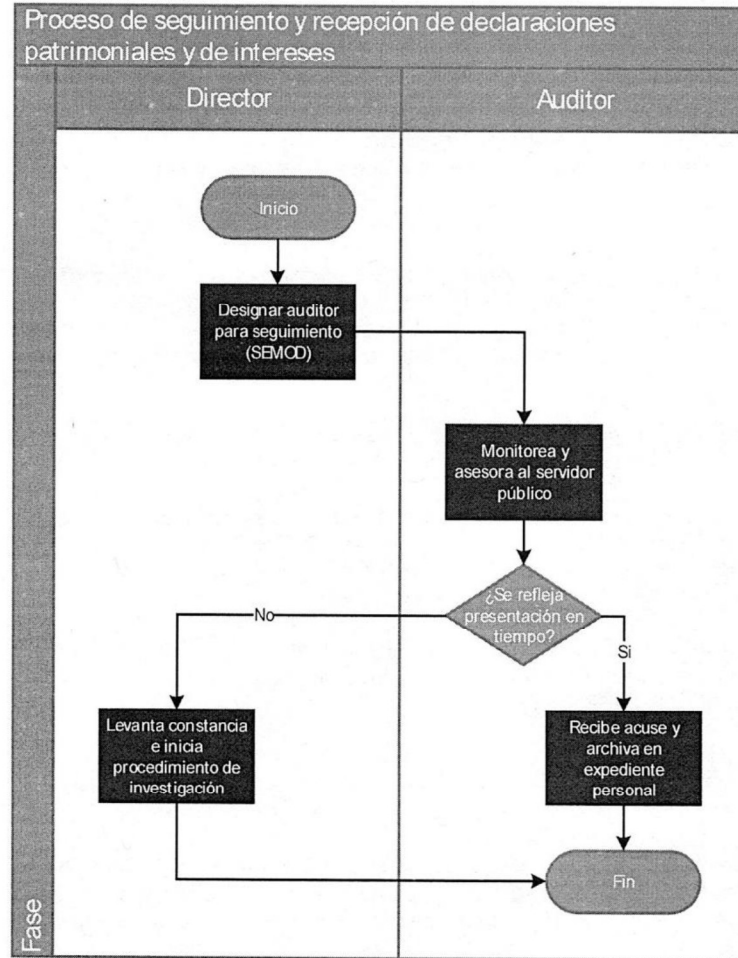 Proceso de seguimiento y recepción de declaraciones
patrimoniales y de intereses
Director
Auditor
Inicio
Designar auditor
para seguimiento
(SEMOD)
Monitorea y
asesora al servidor
público
¿Se refleja
presentación en
tiempo?
No
Si
Levanta constancia
e inicia
procedimiento de
investigación
Recibe acuse y
archiva en
expediente
personal
Fin
Fase